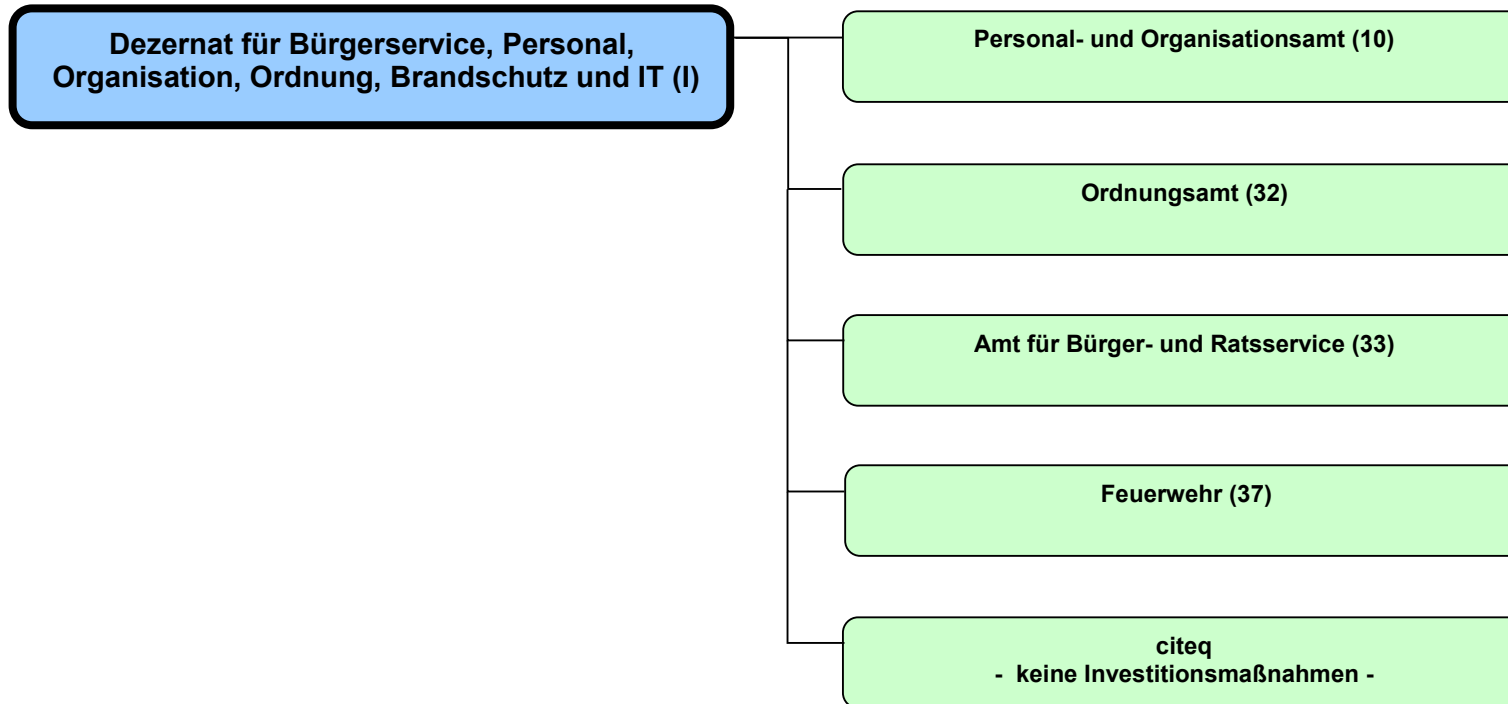 Dezernat für Bürgerservice, Personal,
Organisation, Ordnung, Brandschutz und IT (I)
Personal- und Organisationsamt (10)
Ordnungsamt (32)
Amt für Bürger- und Ratsservice (33)
Feuerwehr (37)
citeq
- keine Investitionsmaßnahmen -